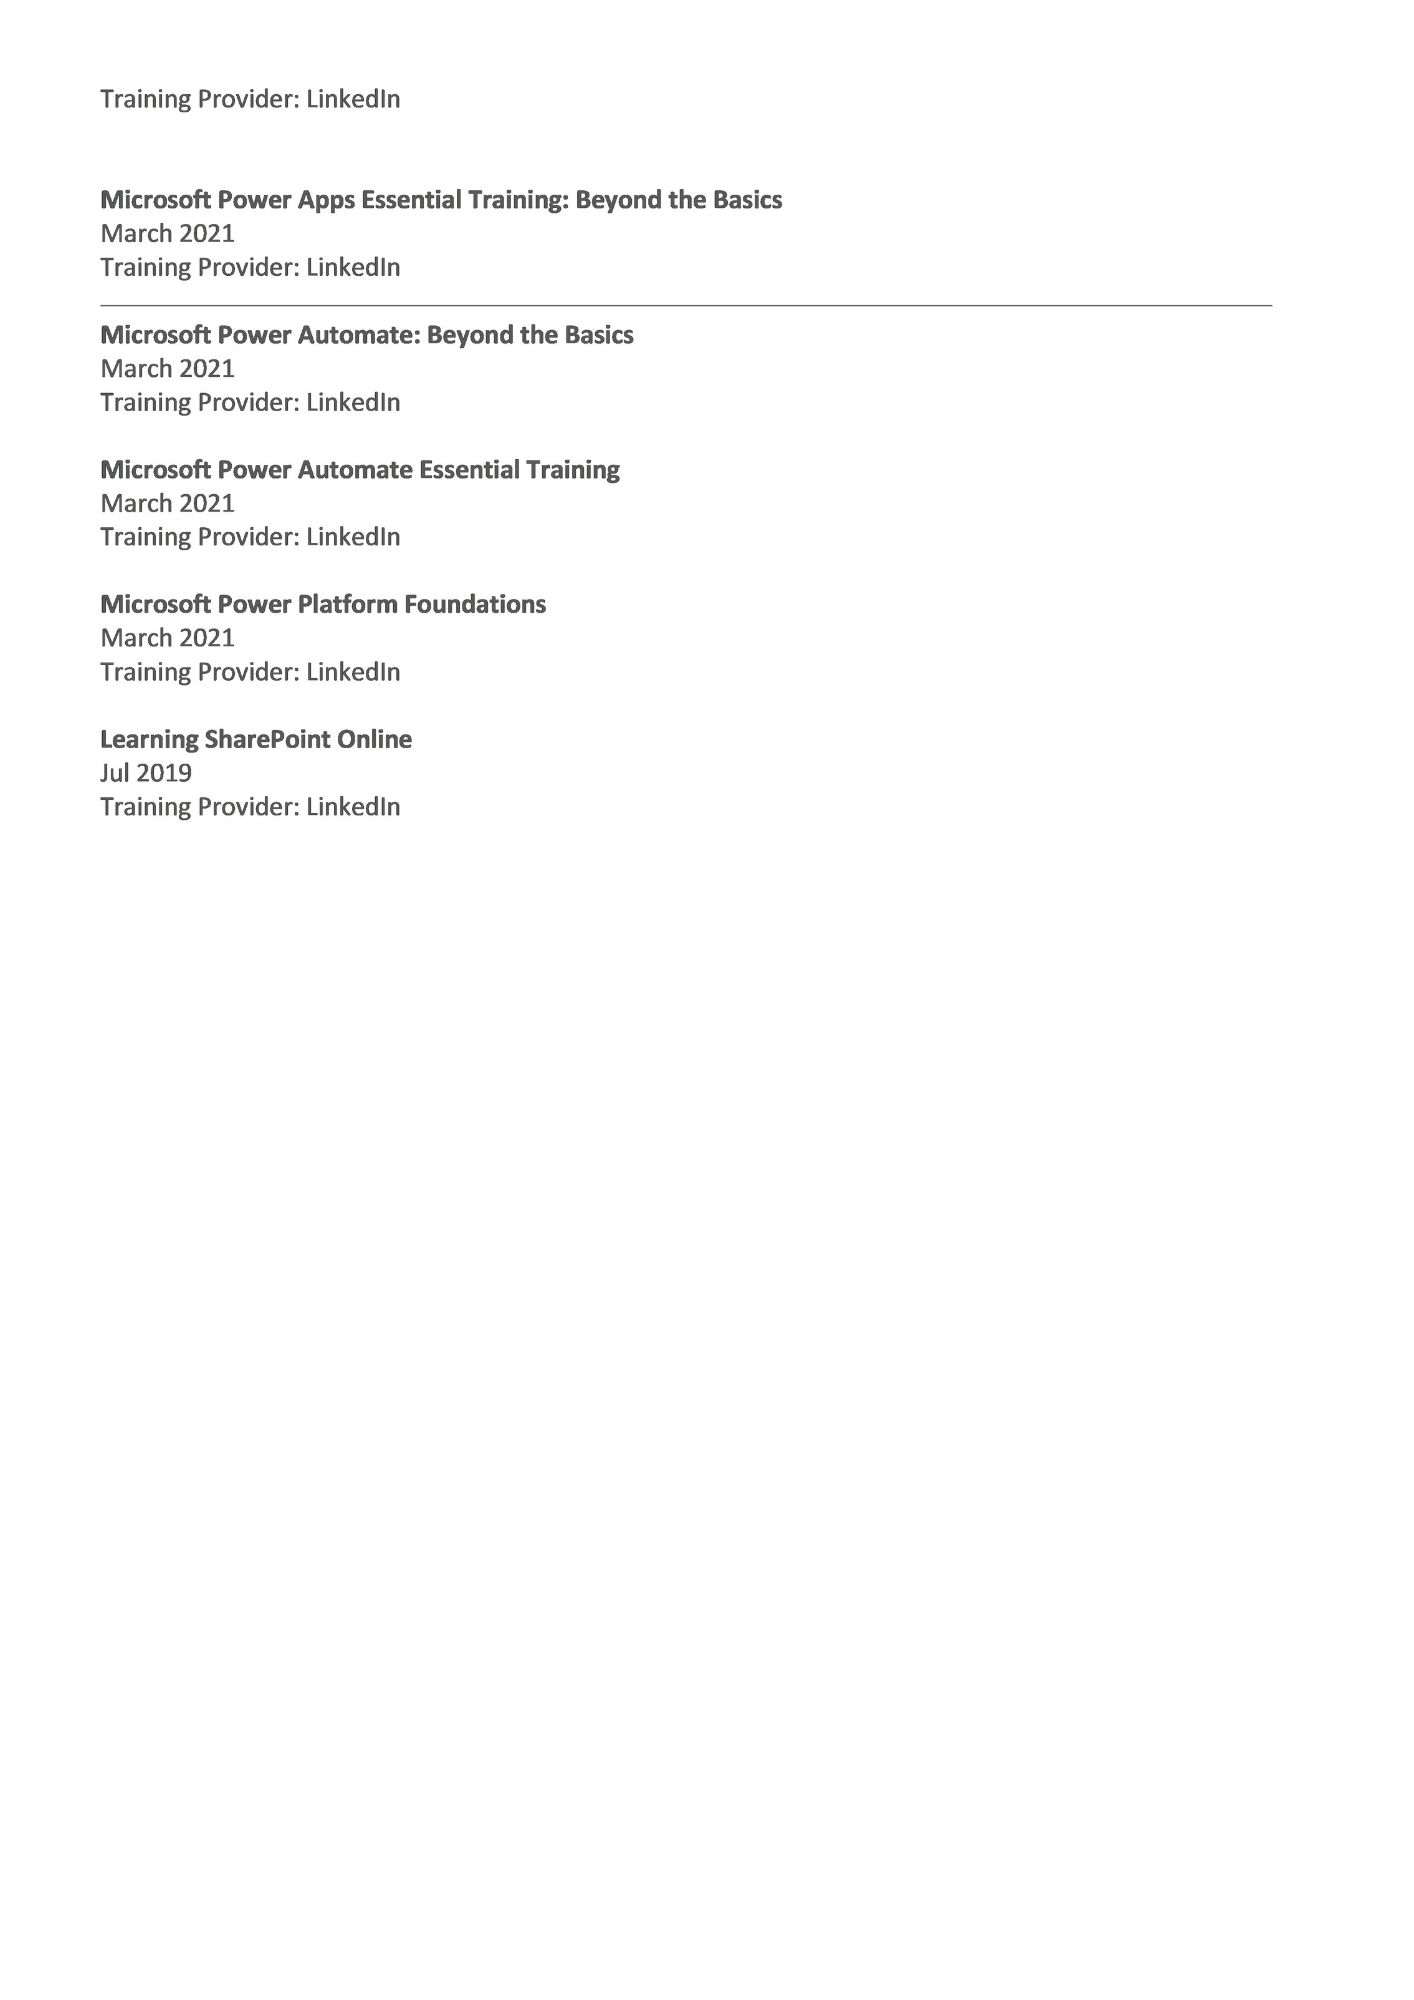 Training Provider: LinkedIn
Microsoft Power Apps Essential Training: Beyond the Basics
March 2021
Training Provider: LinkedIn
Microsoft Power Automate: Beyond the Basics
March 2021
Training Provider: LinkedIn
Microsoft Power Automate Essential Training
March 2021
Training Provider: LinkedIn
Microsoft Power Platform Foundations
March 2021
Training Provider: LinkedIn
Learning SharePoint Online
Jul 2019
Training Provider: LinkedIn